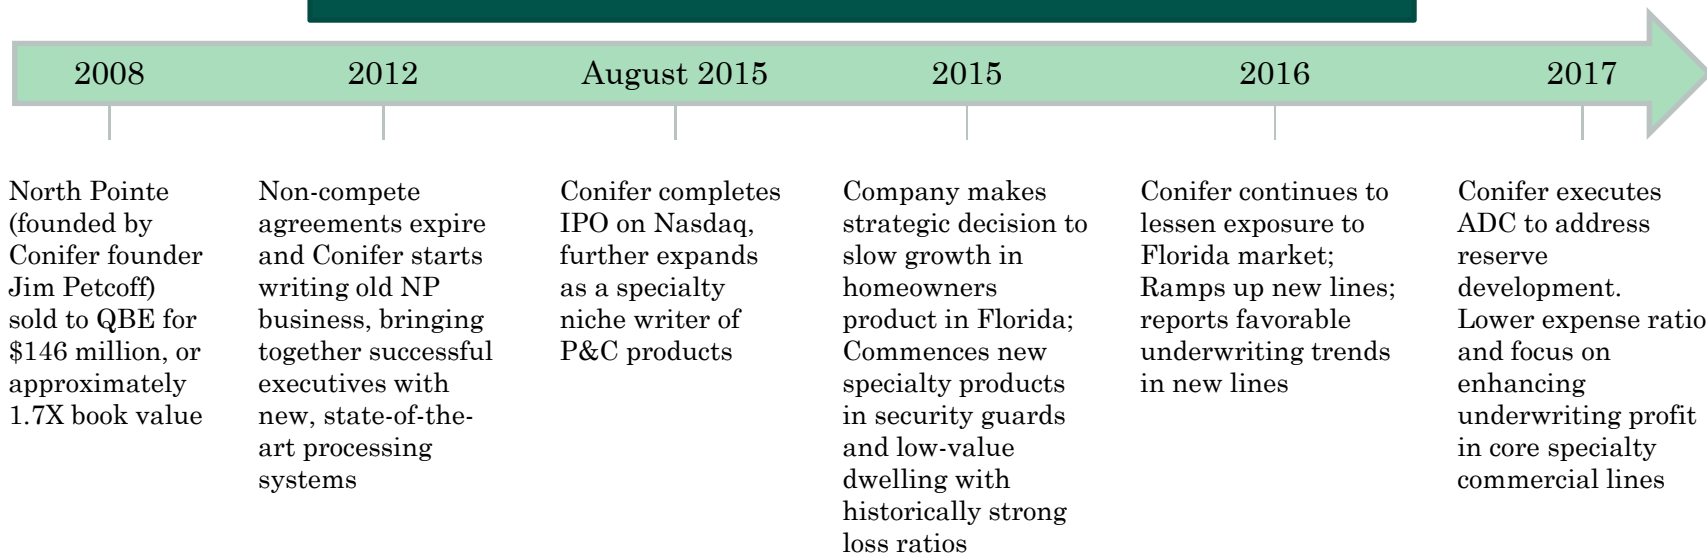 2008
2012
August 2015
2015
2016
2017
North Pointe
(founded by
Conifer founder
Jim Petcoff)
sold to QBE for
$146 million, or
approximately
1.7X book value
Non-compete
agreements expire
and Conifer starts
writing old NP
business, bringing
together successful
executives with
new, state-of-the-
art processing
systems
Conifer completes
IPO on Nasdaq,
further expands
as a specialty
niche writer of
P&C products
Company makes
strategic decision to
slow growth in
homeowners
product in Florida;
Commences new
specialty products
in security guards
and low-value
dwelling with
historically strong
loss ratios
Conifer continues to
lessen exposure to
Florida market;
Ramps up new lines;
reports favorable
underwriting trends
in new lines
Conifer executes
ADC to address
reserve
development.
Lower expense ratio
and focus on
enhancing
underwriting profit
in core specialty
commercial lines